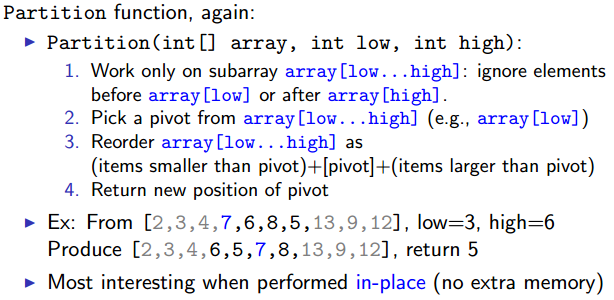 Partition function, again:
▶ Partition(int[] array, int low, int high):
1. Work only on subarray array[low...high]: ignore elements
before array[low] or after array[high].
2. Pick a pivot from array[low...high] (e.g., array[low])
3. Reorder array[low...high] as
(items smaller than pivot)+[pivot]+(items larger than pivot)
4. Return new position of pivot
▶ Ex: From [2,3,4,7,6,8,5,13,9,12], low=3, high=6
Produce [2,3,4,6,5,7,8,13,9,12], return 5
▶ Most interesting when performed in-place (no extra memory)